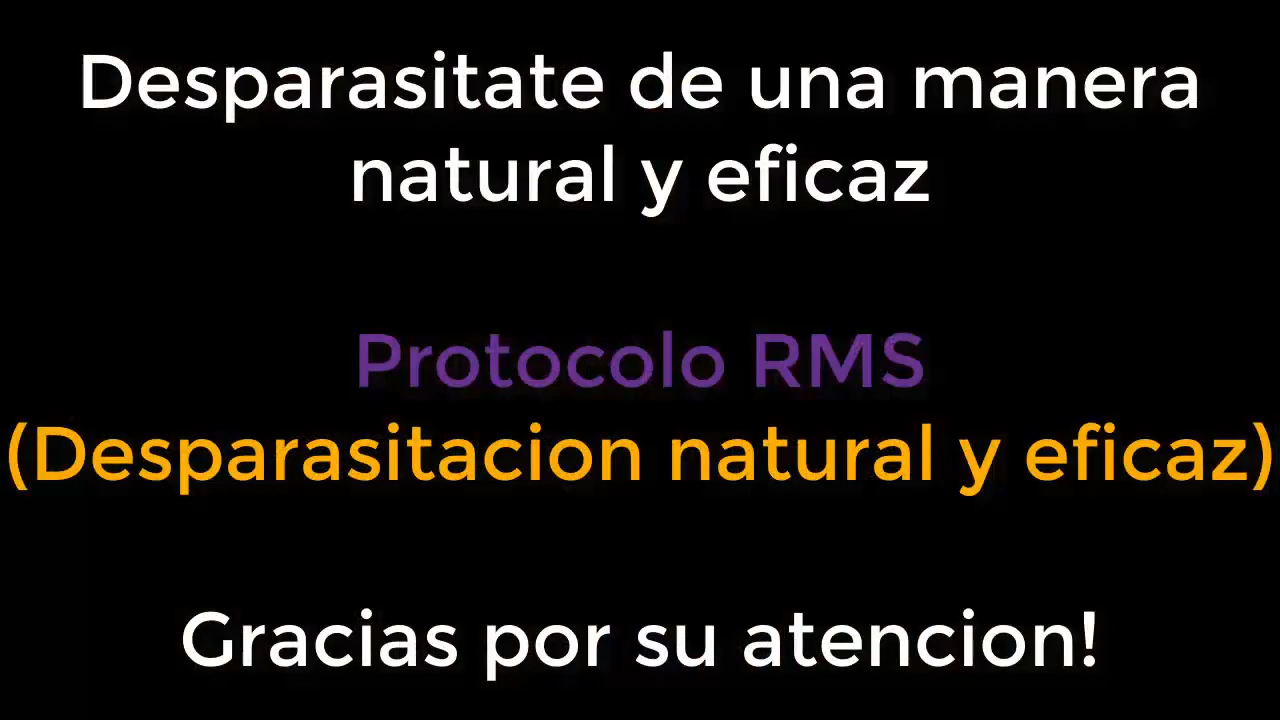 Desparasitate de una manera
natural y eficaz
Protocolo RMS
(Desparasitacion natural y eficaz)
Gracias por su atencion!